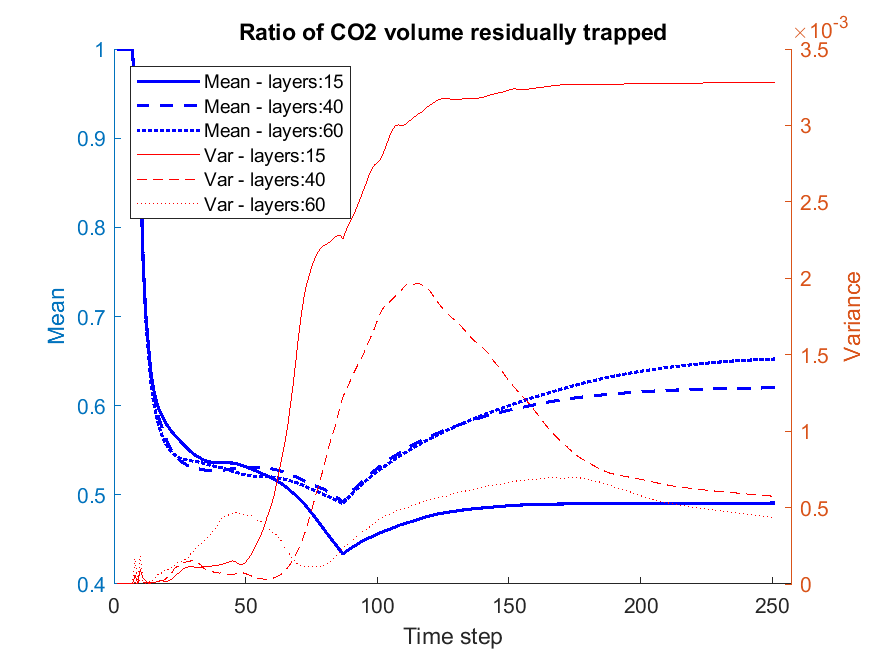 Ratio of CO2 volume residually trapped
×10-3
1
0.9
0.8
0.7
0.6
0.5
0.4
Mean
Mean - layers:15
Mean - layers:40
Mean - layers:60
Var - layers:15
Var - layers:40
Var - layers:60
3.5
3
2.5
2
1.5
1
0.5
0
Variance
0
50
100
150
200
250
Time step